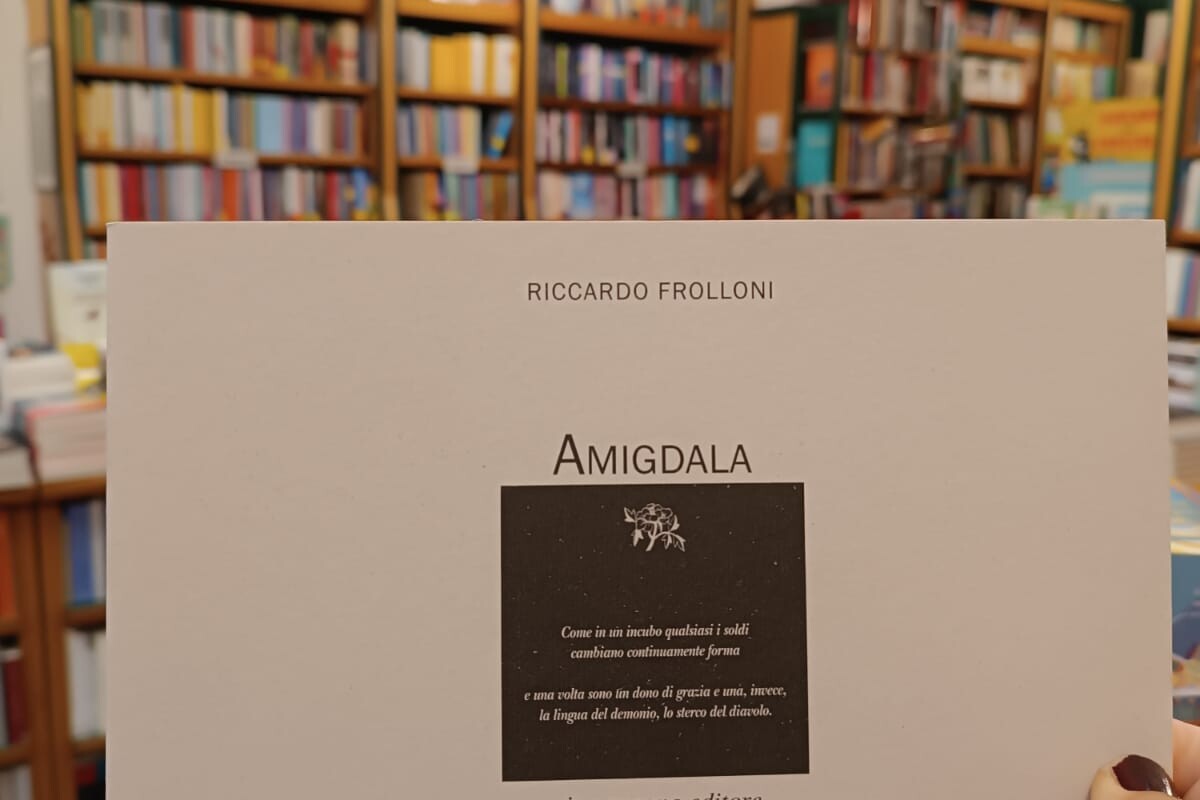 RICCARDO FROLLONI
AMIGDALA
Come in un incubo qualsiasi i soldi
cambiano continuamente forma
e una volta sono un dono di grazia e una, invece,
la lingua del demonio, lo sterco del diavolo.
editore